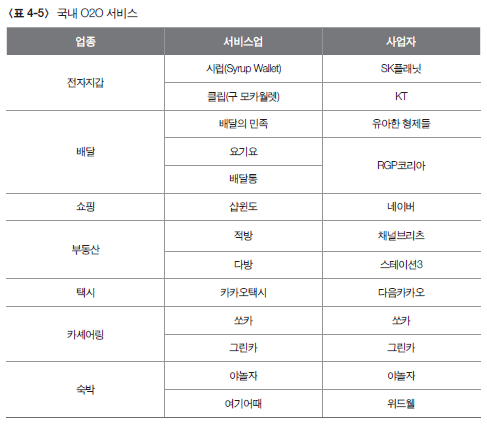 〈표 4-5〉 국내 O2O 서비스
업종 서비스업 사업자
전자지갑 시럽(Syrup Wallet) SK플래닛
클립(구 모카월렛) KT
배달 배달의 민족 유아한 형제들
요기요 RGP코리아
배달통
쇼핑 샵윈도 네이버
부동산 적방 채널브리츠
다방 스테이션3
택시 카카오택시 다음카카오
카셰어링 쏘카 쏘카
그린카 그린카
숙박 야놀자 야놀자
여기어때 위드웰